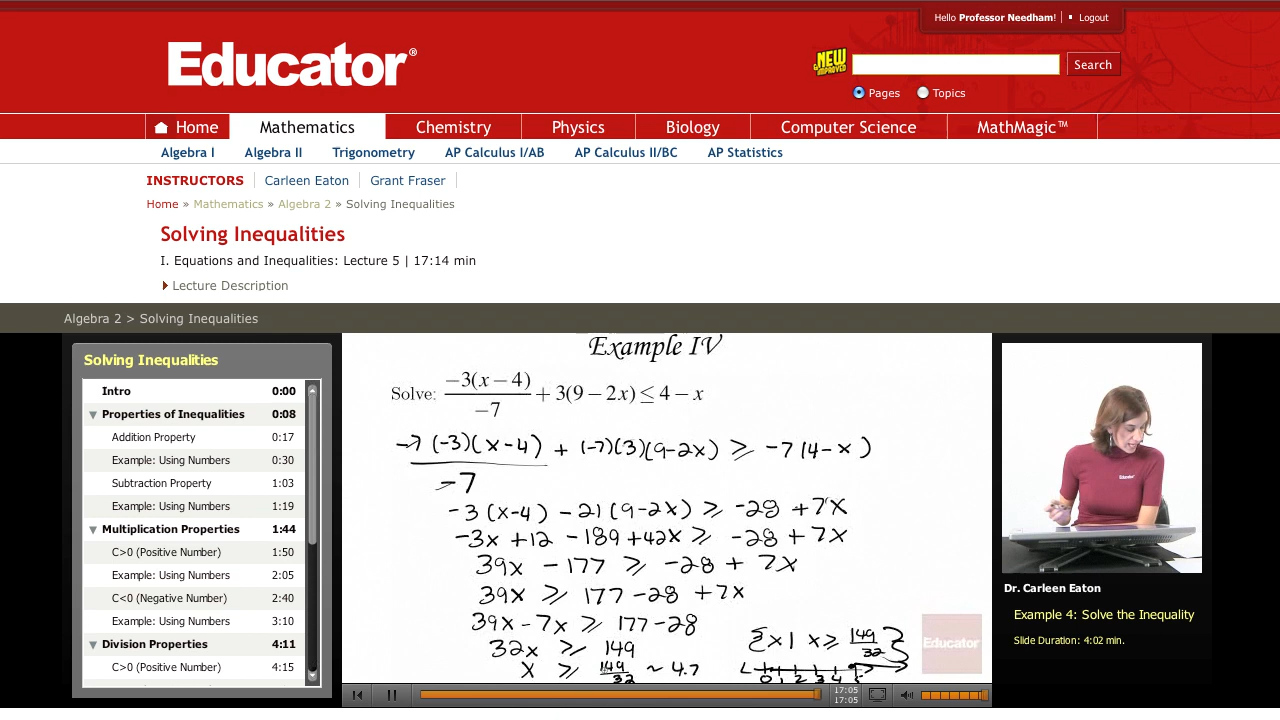 Hello Professor Needham! Logout
Educator®
NEW & IMPROVED
Search
Pages Topics
Home Mathematics Chemistry Physics Biology Computer Science MathMagic™
Algebra I Algebra II Trigonometry AP Calculus I/AB AP Calculus II/BC AP Statistics
INSTRUCTORS Carleen Eaton Grant Fraser
Home » Mathematics » Algebra 2 » Solving Inequalities
Solving Inequalities
I. Equations and Inequalities: Lecture 5 | 17:14 min
Lecture Description
Algebra 2 > Solving Inequalities
Solving Inequalities
Intro 0:00
Properties of Inequalities 0:08
Addition Property 0:17
Example: Using Numbers 0:30
Subtraction Property 1:03
Example: Using Numbers 1:19
Multiplication Properties 1:44
C>0 (Positive Number) 1:50
Example: Using Numbers 2:05
C<0 (Negative Number) 2:40
Example: Using Numbers 3:10
Division Properties 4:11
C>0 (Positive Number) 4:15
Example IV
Solve: −3(x − 4)/−7 + 3(9 − 2x) ≤ 4 − x
-7(-3)(x-4)/-7 + (-7)(3)(9-2x) ≥ -7(4-x)
-3(x-4) -21(9-2x) ≥ -28 +7x
-3x +12 -189+42x ≥ -28 +7x
39x -177 ≥ -28 + 7x
39x ≥ 177-28 +7x
39x -7x ≥ 177-28
32x ≥ 149
x ≥ 149/32 ~ 4.7
{x | x ≥ 149/32}
0 1 2 3 4 5
Educator
17:05
17:05
Educator
Dr. Carleen Eaton
Example 4: Solve the Inequality
Slide Duration: 4:02 min.